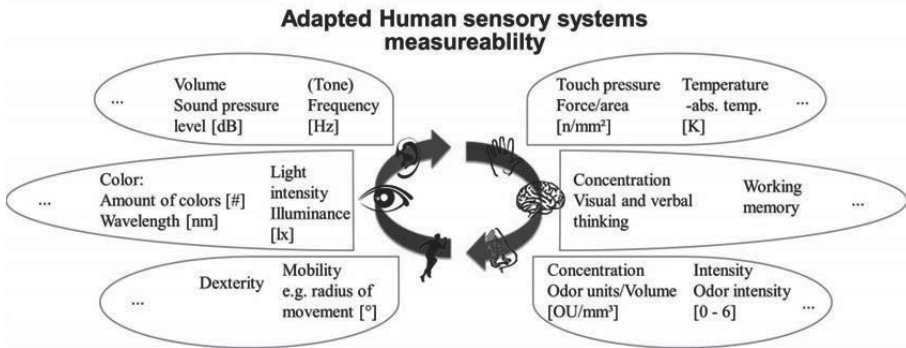 Adapted Human sensory systems
measureablilty
...
Volume
Sound pressure
level [dB]
(Tone)
Frequency
[Hz]
Touch pressure
Force/area
[n/mm²]
Temperature
-abs. temp.
[K]
...
...
Color:
Amount of colors [#]
Wavelength [nm]
Light
intensity
Illuminance
[lx]
Concentration
Visual and verbal
thinking
Working
memory
...
...
Dexterity
Mobility
e.g. radius of
movement [°]
Concentration
Odor units/Volume
[OU/mm³]
Intensity
Odor intensity
[0 - 6]
...